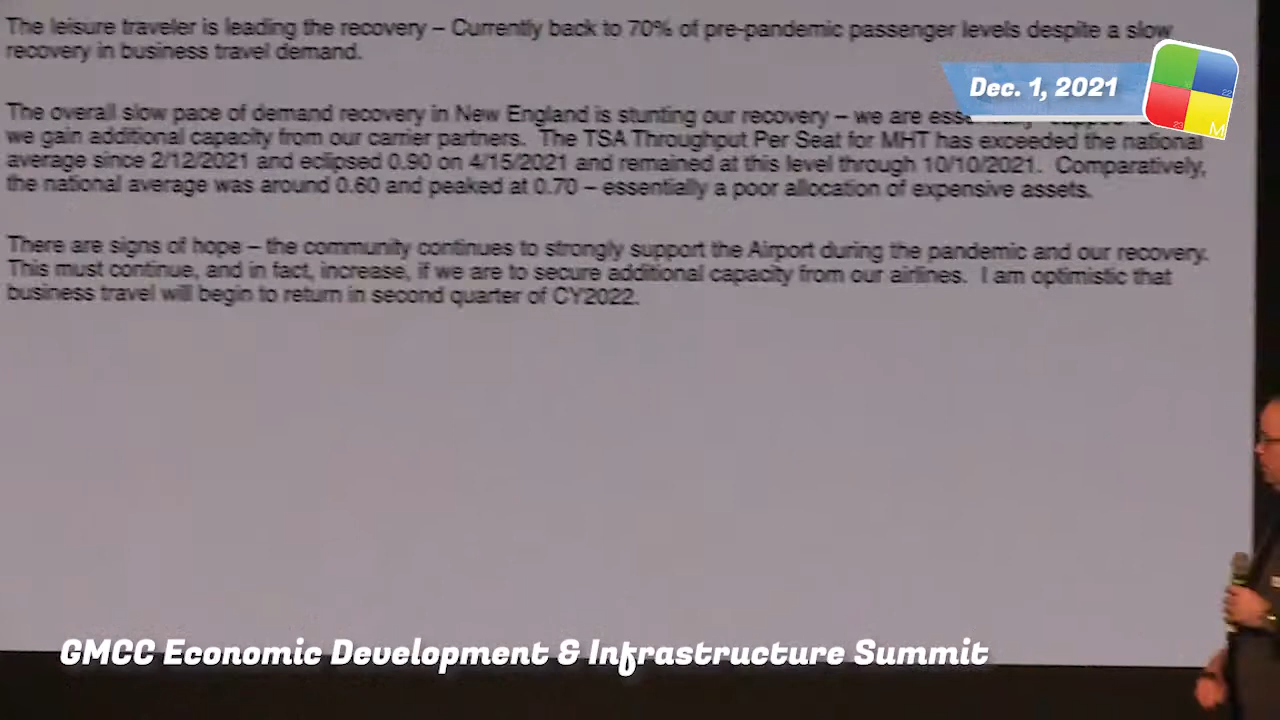 The leisure traveler is leading the recovery – Currently back to 70% of pre-pandemic passenger levels despite a slow
recovery in business travel demand.
Dec. 1, 2021
22
23
M
The overall slow pace of demand recovery in New England is stunting our recovery – we are
we gain additional capacity from our carrier partners. The TSA Throughput Per Seat for MHT has exceeded the national
average since 2/12/2021 and eclipsed 0.90 on 4/15/2021 and remained at this level through 10/10/2021. Comparatively,
the national average was around 0.60 and peaked at 0.70 – essentially a poor allocation of expensive assets.
There are signs of hope – the community continues to strongly support the Airport during the pandemic and our recovery.
This must continue, and in fact, increase, if we are to secure additional capacity from our airlines. I am optimistic that
business travel will begin to return in second quarter of CY2022.
GMCC Economic Development & Infrastructure Summit